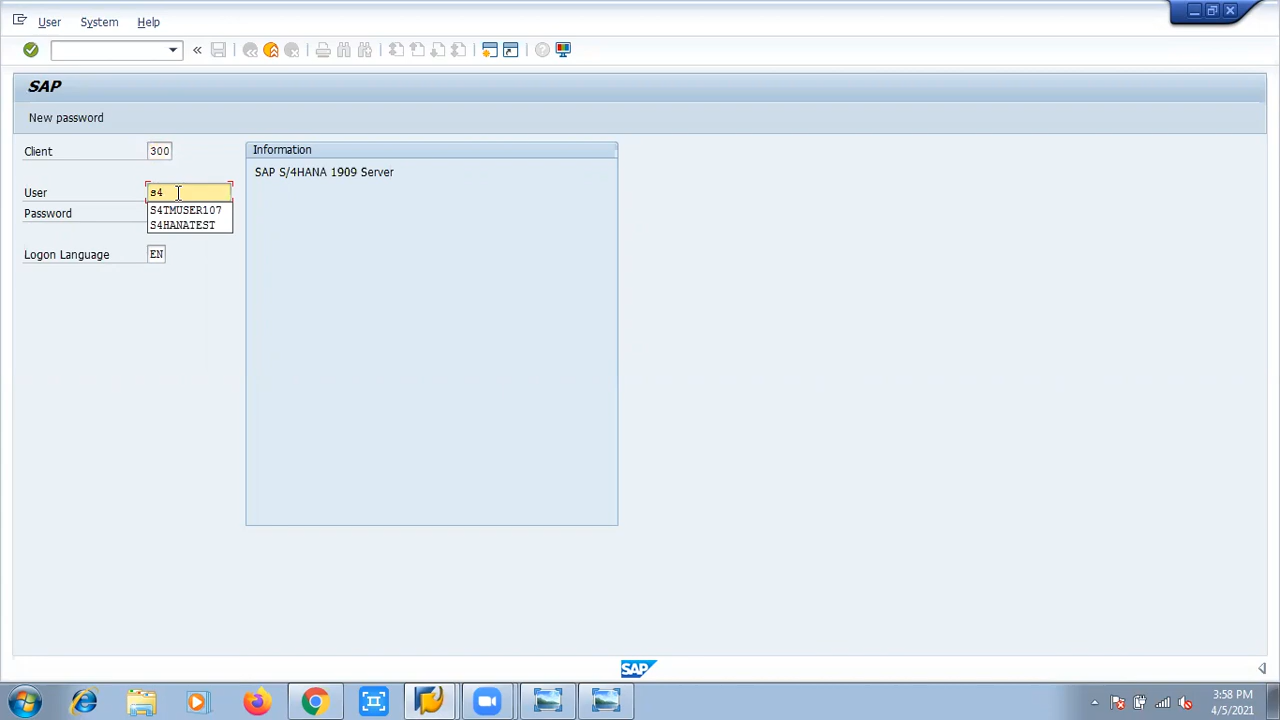 User System Help
SAP
New password
Client 300
Information
SAP S/4HANA 1909 Server
User s4
S4TMUSER107
Password
S4HANATEST
Logon Language EN
SAP
3:58 PM
4/5/2021